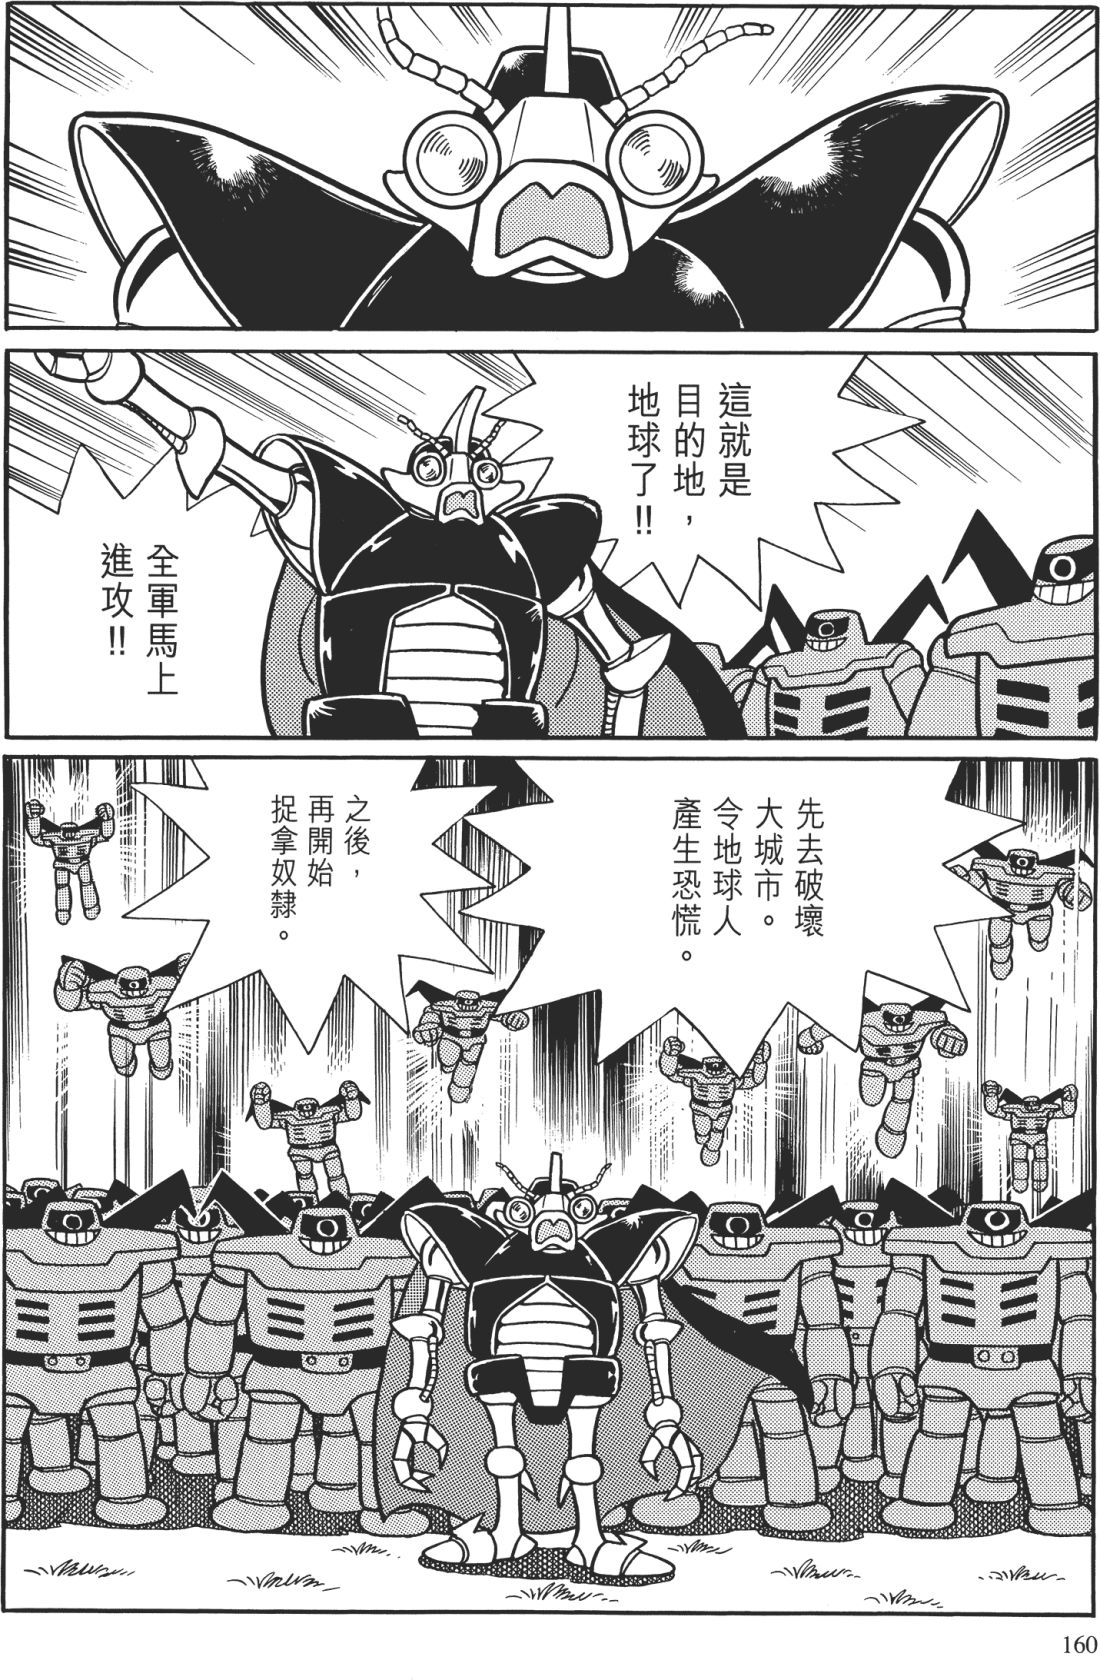 這就是
目的地，
地球了!!
全軍馬上
進攻!!
先去破壞
大城市。
令地球人
產生恐慌。
之後，
再開始
捉拿奴隸。
160